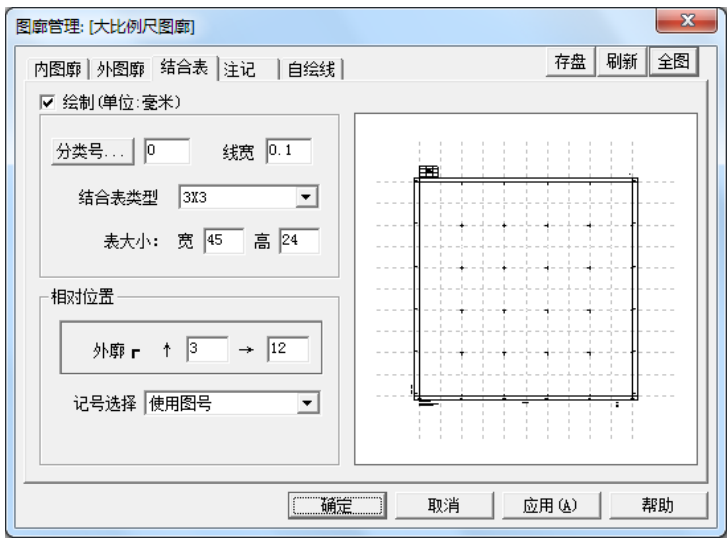 图廓管理: [大比例尺图廓]
内图廓 外图廓 结合表 注记 自绘线 存盘 刷新 全图
绘制(单位:毫米)
分类号... 0 线宽 0.1
结合表类型 3X3
表大小: 宽 45 高 24
相对位置
外廓 ┏ ↑ 3 → 12
记号选择 使用图号
确定 取消 应用(A) 帮助